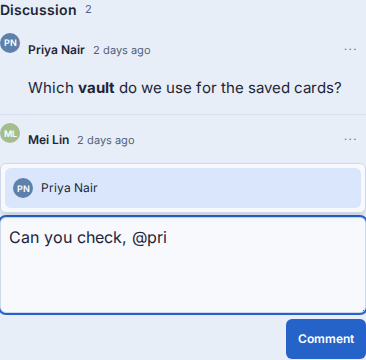 Discussion 2
PN Priya Nair 2 days ago ...
Which vault do we use for the saved cards?
ML Mei Lin 2 days ago ...
PN Priya Nair
Can you check, @pri
Comment